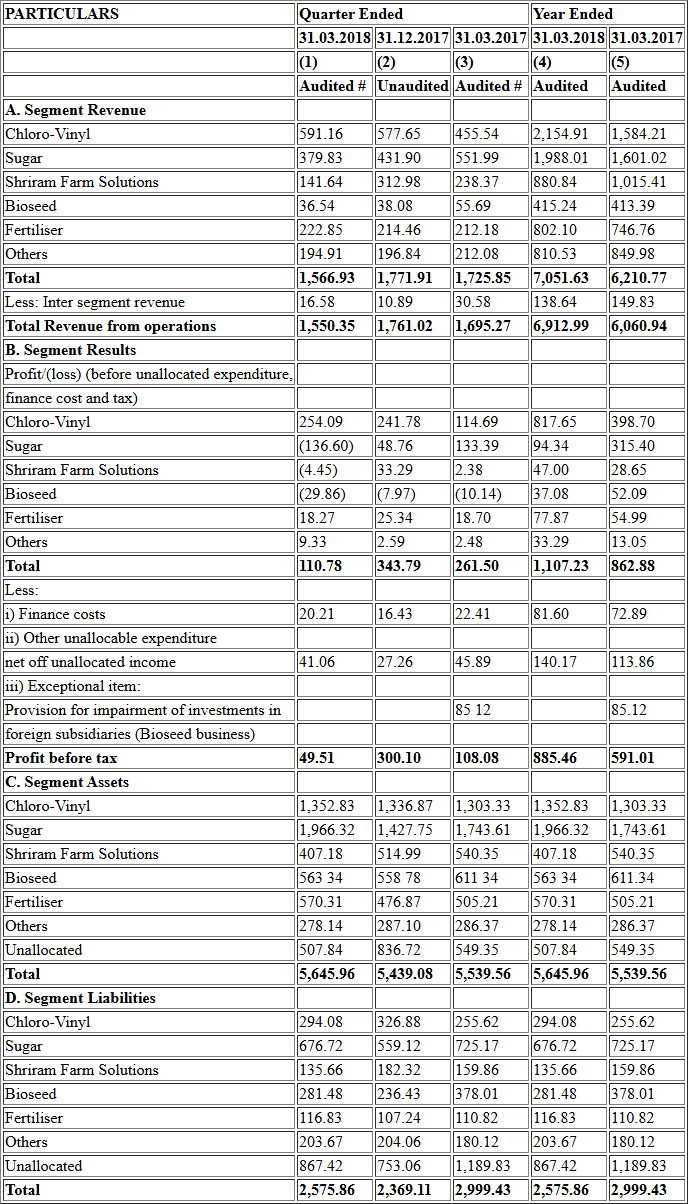 PARTICULARS Quarter Ended Year Ended
31.03.2018 31.12.2017 31.03.2017 31.03.2018 31.03.2017
(1) (2) (3) (4) (5)
Audited # Unaudited Audited # Audited Audited
A. Segment Revenue
Chloro-Vinyl 591.16 577.65 455.54 2,154.91 1,584.21
Sugar 379.83 431.90 551.99 1,988.01 1,601.02
Shriram Farm Solutions 141.64 312.98 238.37 880.84 1,015.41
Bioseed 36.54 38.08 55.69 415.24 413.39
Fertiliser 222.85 214.46 212.18 802.10 746.76
Others 194.91 196.84 212.08 810.53 849.98
Total 1,566.93 1,771.91 1,725.85 7,051.63 6,210.77
Less: Inter segment revenue 16.58 10.89 30.58 138.64 149.83
Total Revenue from operations 1,550.35 1,761.02 1,695.27 6,912.99 6,060.94
B. Segment Results
Profit/(loss) (before unallocated expenditure,
finance cost and tax)
Chloro-Vinyl 254.09 241.78 114.69 817.65 398.70
Sugar (136.60) 48.76 133.39 94.34 315.40
Shriram Farm Solutions (4.45) 33.29 2.38 47.00 28.65
Bioseed (29.86) (7.97) (10.14) 37.08 52.09
Fertiliser 18.27 25.34 18.70 77.87 54.99
Others 9.33 2.59 2.48 33.29 13.05
Total 110.78 343.79 261.50 1,107.23 862.88
Less:
i) Finance costs 20.21 16.43 22.41 81.60 72.89
ii) Other unallocable expenditure
net off unallocated income 41.06 27.26 45.89 140.17 113.86
iii) Exceptional item:
Provision for impairment of investments in 85 12 85.12
foreign subsidiaries (Bioseed business)
Profit before tax 49.51 300.10 108.08 885.46 591.01
C. Segment Assets
Chloro-Vinyl 1,352.83 1,336.87 1,303.33 1,352.83 1,303.33
Sugar 1,966.32 1,427.75 1,743.61 1,966.32 1,743.61
Shriram Farm Solutions 407.18 514.99 540.35 407.18 540.35
Bioseed 563 34 558 78 611 34 563 34 611.34
Fertiliser 570.31 476.87 505.21 570.31 505.21
Others 278.14 287.10 286.37 278.14 286.37
Unallocated 507.84 836.72 549.35 507.84 549.35
Total 5,645.96 5,439.08 5,539.56 5,645.96 5,539.56
D. Segment Liabilities
Chloro-Vinyl 294.08 326.88 255.62 294.08 255.62
Sugar 676.72 559.12 725.17 676.72 725.17
Shriram Farm Solutions 135.66 182.32 159.86 135.66 159.86
Bioseed 281.48 236.43 378.01 281.48 378.01
Fertiliser 116.83 107.24 110.82 116.83 110.82
Others 203.67 204.06 180.12 203.67 180.12
Unallocated 867.42 753.06 1,189.83 867.42 1,189.83
Total 2,575.86 2,369.11 2,999.43 2,575.86 2,999.43